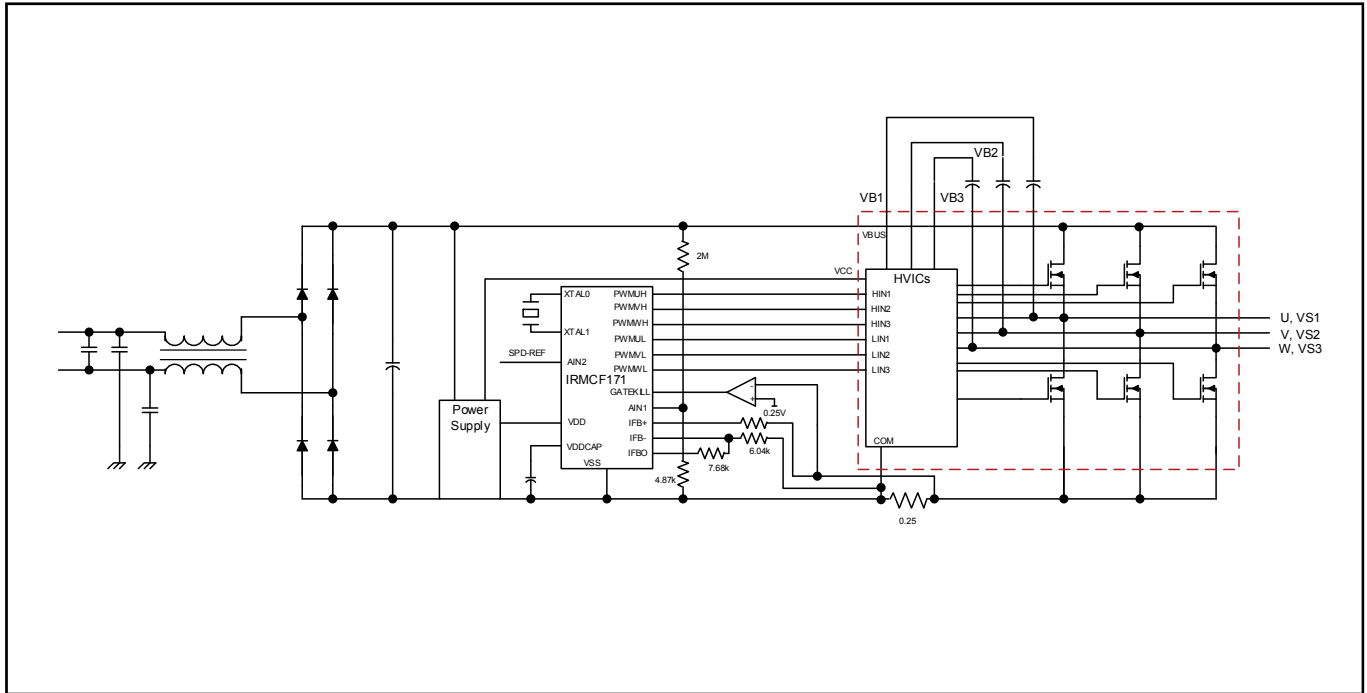 VB2
VB1
VB3
VBUS
2M
VCC
HVICs
XTAL0
PWMUH
HIN1
PWMVH
HIN2
PWMWH
HIN3
XTAL1
PWMUL
LIN1
SPD-REF
AIN2
PWMVL
LIN2
IRMCF171
PWMWL
LIN3
GATEKILL
-
+
0.25V
U, VS1
V, VS2
W, VS3
Power
Supply
AIN1
VDD
IFB+
IFB-
6.04k
COM
VDDCAP
IFBO
7.68k
VSS
4.87k
0.25